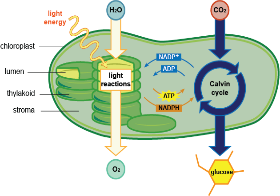 light
energy
H₂O
CO₂
chloroplast
lumen
thylakoid
stroma
light
reactions
NADP+
ADP
ATP
NADPH
Calvin
cycle
O₂
glucose